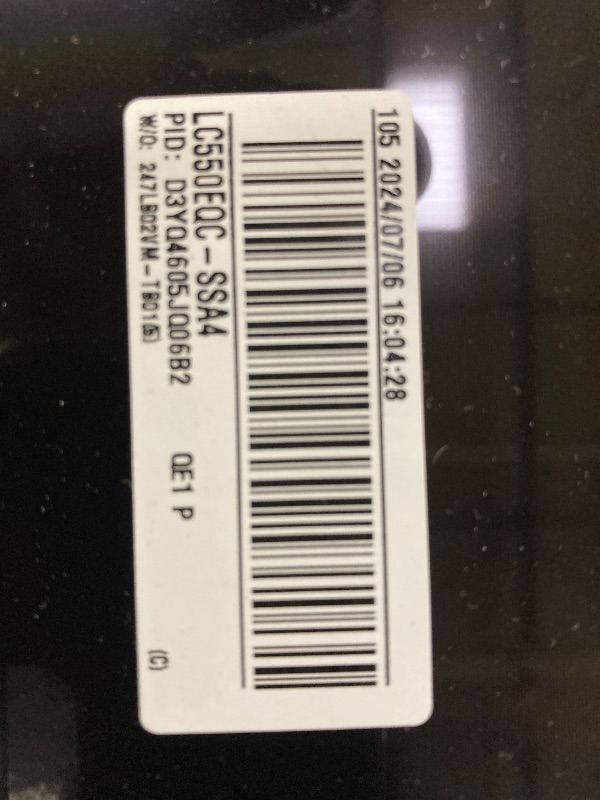 105 2024/07/06 16:04:28
LC550EQC-SSA4
PID: D3YQ4605JQ06B2 QE1 P
W/O: 247LB02VM-TB01 (C)